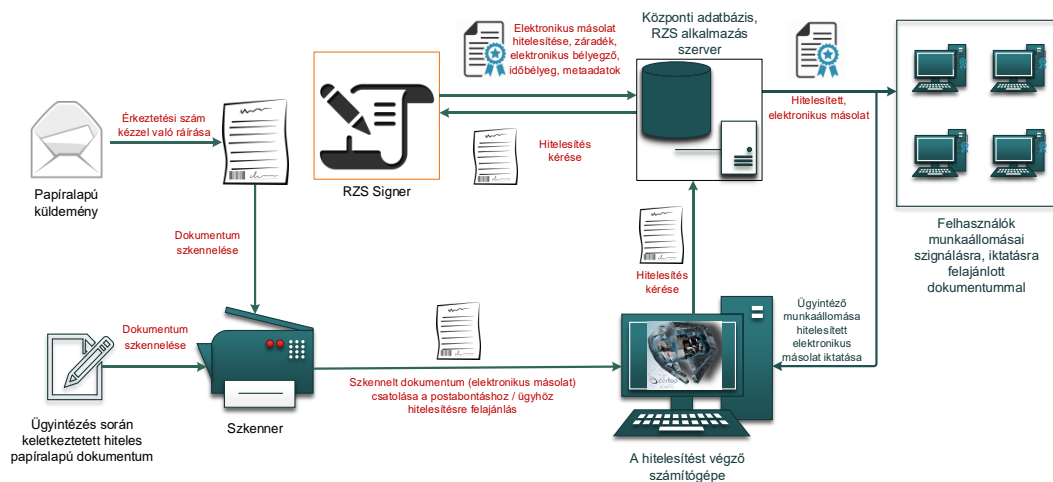 Elektronikus másolat
hitelesítése, záradék,
elektronikus bélyegző,
időbélyeg, metaadatok
Központi adatbázis,
RZS alkalmazás
szerver
Hitelesített,
elektronikus másolat
Érkeztetési szám
kézzel való ráírása
Hitelesítés
kérése
Papíralapú
küldemény
RZS Signer
Felhasználók
munkaállomásai
szignálásra, iktatásra
felajánlott
dokumentummal
Dokumentum
szkennelése
Hitelesítés
kérése
Ügyintéző
munkaállomása
hitelesített
elektronikus
másolat iktatása
Dokumentum
szkennelése
Szkennelt dokumentum (elektronikus másolat)
csatolása a postabontáshoz / ügyhöz
hitelesítésre felajánlás
Ügyintézés során
keletkeztetett hiteles
papíralapú dokumentum
Szkenner
A hitelesítést végző
számítógépe